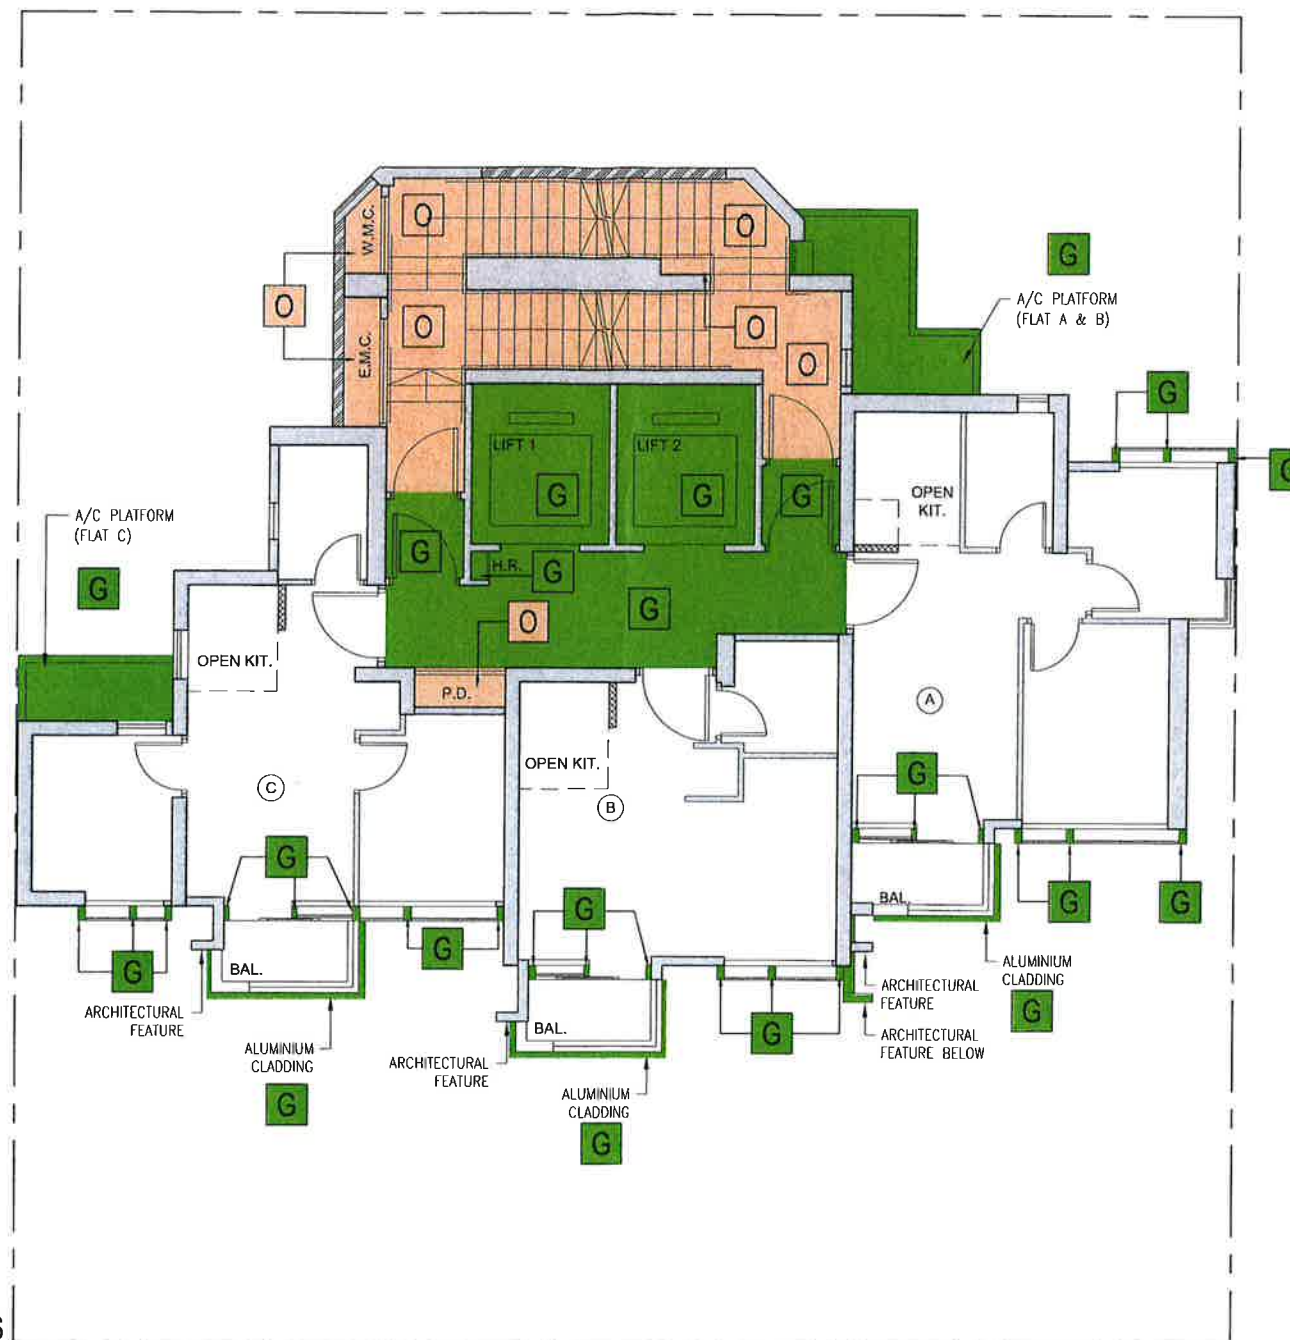 O
O
W.M.C.
G
O
A/C PLATFORM
(FLAT A & B)
O
O
E.M.C.
O
G
LIFT 1
LIFT 2
G
G
G
G
OPEN
KIT.
A/C PLATFORM
(FLAT C)
G
G
H.R.
G
G
O
OPEN KIT.
P.D.
A
OPEN KIT.
G
C
B
G
BAL.
G
G
G
G
G
BAL.
G
ARCHITECTURAL
FEATURE
BAL.
G
ALUMINIUM
CLADDING
G
ARCHITECTURAL
FEATURE
ARCHITECTURAL
FEATURE BELOW
ALUMINIUM
CLADDING
G
ARCHITECTURAL
FEATURE
ALUMINIUM
CLADDING
G